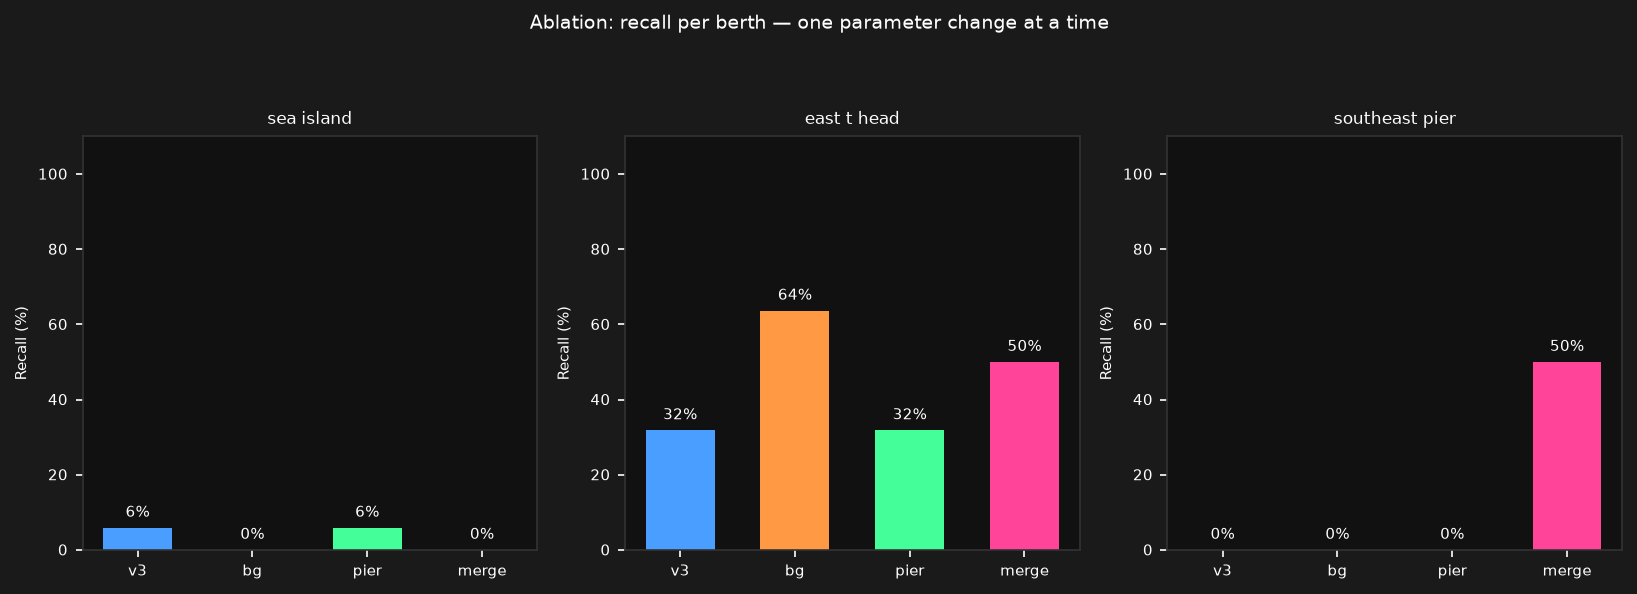 Ablation: recall per berth — one parameter change at a time
sea island
Recall (%)
100
80
60
40
20
0
6%
0%
6%
0%
v3
bg
pier
merge
east t head
Recall (%)
100
80
60
40
20
0
32%
64%
32%
50%
v3
bg
pier
merge
southeast pier
Recall (%)
100
80
60
40
20
0
0%
0%
0%
50%
v3
bg
pier
merge